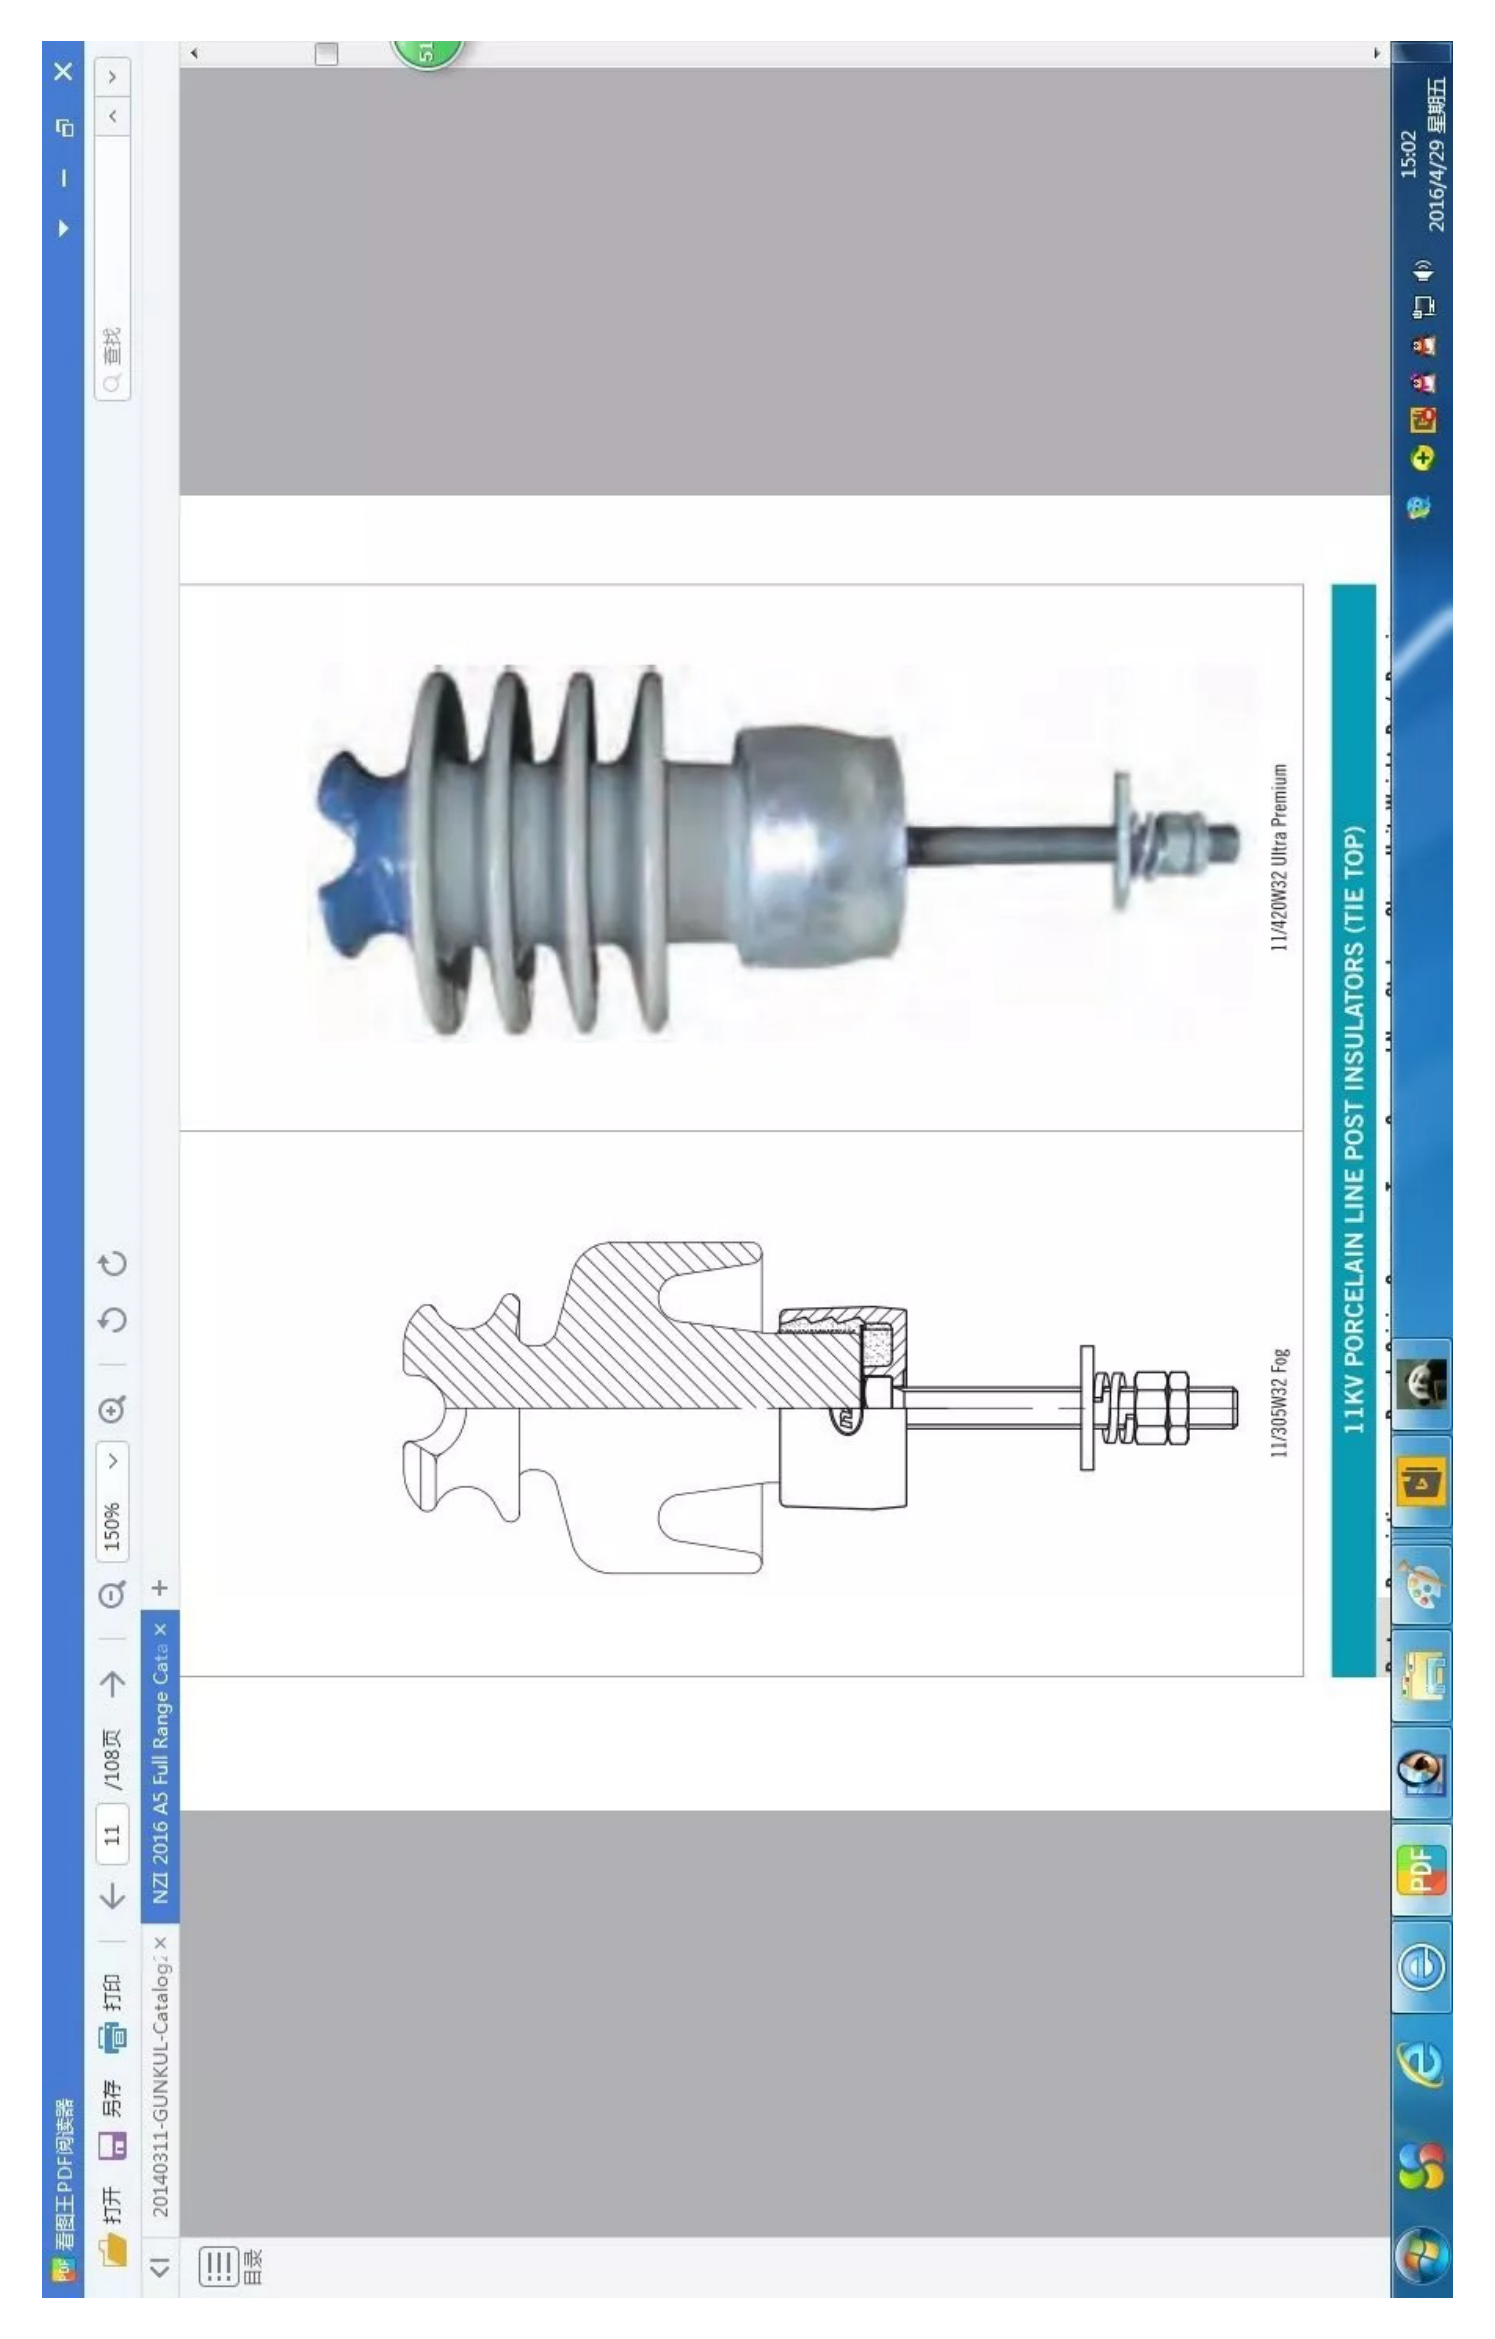 看图王PDF阅读器
打开
另存
打印
11
/108页
150%
查找
20140311-GUNKUL-Catalog
NZI 2016 A5 Full Range Cata
目录
51
11/305W32 Fog
11/420W32 Ultra Premium
11KV PORCELAIN LINE POST INSULATORS (TIE TOP)
PDF
15:02
2016/4/29 星期五